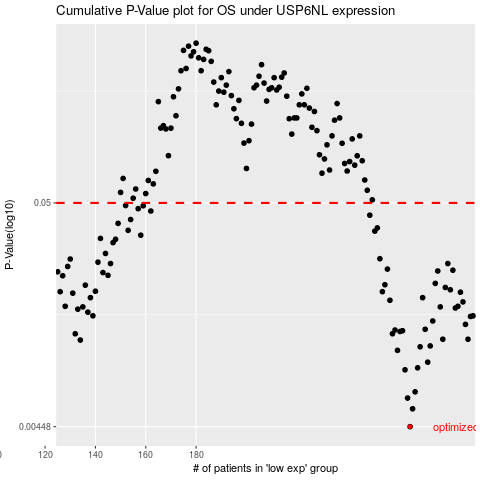 Cumulative P-Value plot for OS under USP6NL expression
P-Value(log10)
0.05
0.00448
optimized
0
120
140
160
180
# of patients in 'low exp' group